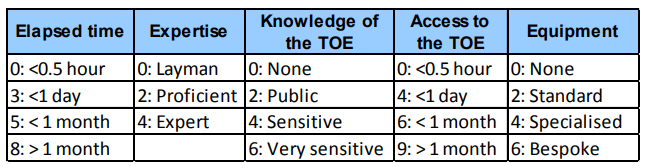 Elapsed time Expertise Knowledge of the TOE Access to the TOE Equipment
0: <0.5 hour 0: Layman 0: None 0: <0.5 hour 0: None
3: <1 day 2: Proficient 2: Public 4: <1 day 2: Standard
5: < 1 month 4: Expert 4: Sensitive 6: < 1 month 4: Specialised
8: > 1 month 6: Very sensitive 9: > 1 month 6: Bespoke